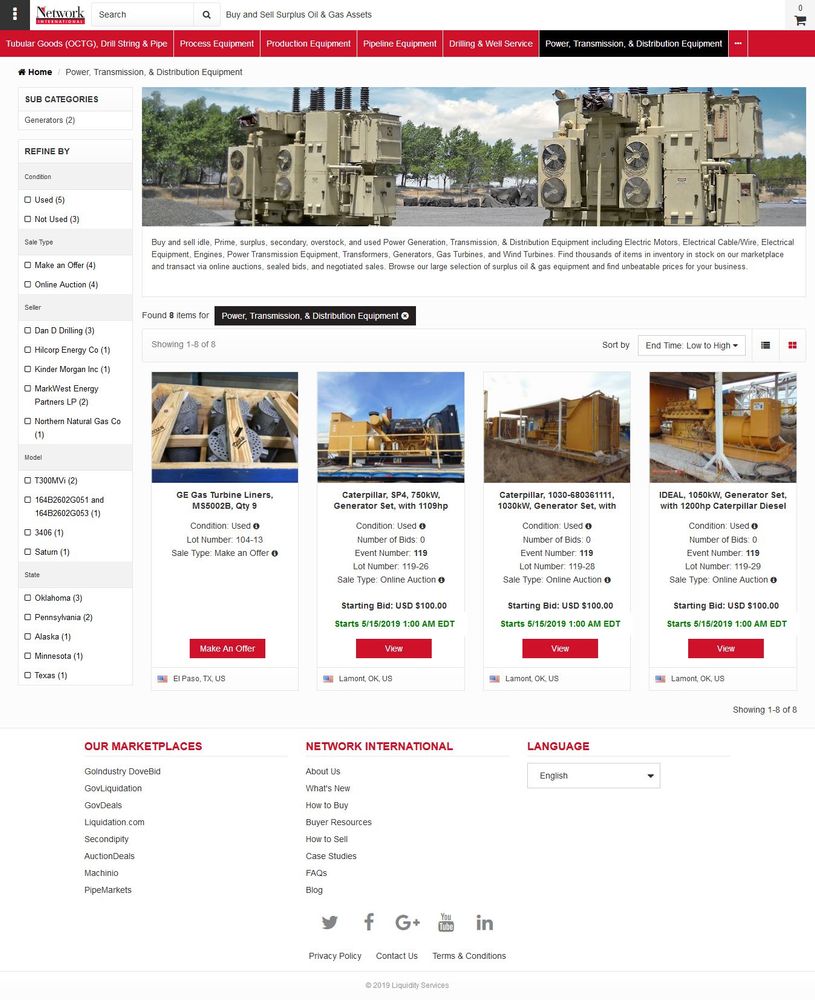 Network
INTERNATIONAL
Search
Buy and Sell Surplus Oil & Gas Assets
0
Tubular Goods (OCTG), Drill String & Pipe
Process Equipment
Production Equipment
Pipeline Equipment
Drilling & Well Service
Power, Transmission, & Distribution Equipment
Home / Power, Transmission, & Distribution Equipment
SUB CATEGORIES
Generators (2)
REFINE BY
Condition
Used (5)
Not Used (3)
Sale Type
Make an Offer (4)
Online Auction (4)
Seller
Dan D Drilling (3)
Hilcorp Energy Co (1)
Kinder Morgan Inc (1)
MarkWest Energy
Partners LP (2)
Northern Natural Gas Co
(1)
Model
T300MVi (2)
164B2602G051 and
164B2602G053 (1)
3406 (1)
Saturn (1)
State
Oklahoma (3)
Pennsylvania (2)
Alaska (1)
Minnesota (1)
Texas (1)
Buy and sell idle, Prime, surplus, secondary, overstock, and used Power Generation, Transmission, & Distribution Equipment including Electric Motors, Electrical Cable/Wire, Electrical
Equipment, Engines, Power Transmission Equipment, Transformers, Generators, Gas Turbines, and Wind Turbines. Find thousands of items in inventory in stock on our marketplace
and transact via online auctions, sealed bids, and negotiated sales. Browse our large selection of surplus oil & gas equipment and find unbeatable prices for your business.
Found 8 items for
Power, Transmission, & Distribution Equipment
Showing 1-8 of 8
Sort by
End Time: Low to High
GE Gas Turbine Liners,
MS5002B, Qty 9
Condition: Used
Lot Number: 104-13
Sale Type: Make an Offer
Make An Offer
El Paso, TX, US
Caterpillar, SP4, 750kW,
Generator Set, with 1109hp
Condition: Used
Number of Bids: 0
Event Number: 119
Lot Number: 119-26
Sale Type: Online Auction
Starting Bid: USD $100.00
Starts 5/15/2019 1:00 AM EDT
View
Lamont, OK, US
Caterpillar, 1030-680361111,
1030kW, Generator Set, with
Condition: Used
Number of Bids: 0
Event Number: 119
Lot Number: 119-28
Sale Type: Online Auction
Starting Bid: USD $100.00
Starts 5/15/2019 1:00 AM EDT
View
Lamont, OK, US
IDEAL, 1050kW, Generator Set,
with 1200hp Caterpillar Diesel
Condition: Used
Number of Bids: 0
Event Number: 119
Lot Number: 119-29
Sale Type: Online Auction
Starting Bid: USD $100.00
Starts 5/15/2019 1:00 AM EDT
View
Lamont, OK, US
Showing 1-8 of 8
OUR MARKETPLACES
GoIndustry DoveBid
GovLiquidation
GovDeals
Liquidation.com
Secondipity
AuctionDeals
Machinio
PipeMarkets
NETWORK INTERNATIONAL
About Us
What's New
How to Buy
Buyer Resources
How to Sell
Case Studies
FAQs
Blog
LANGUAGE
English
You
Tube
Privacy Policy
Contact Us
Terms & Conditions
© 2019 Liquidity Services